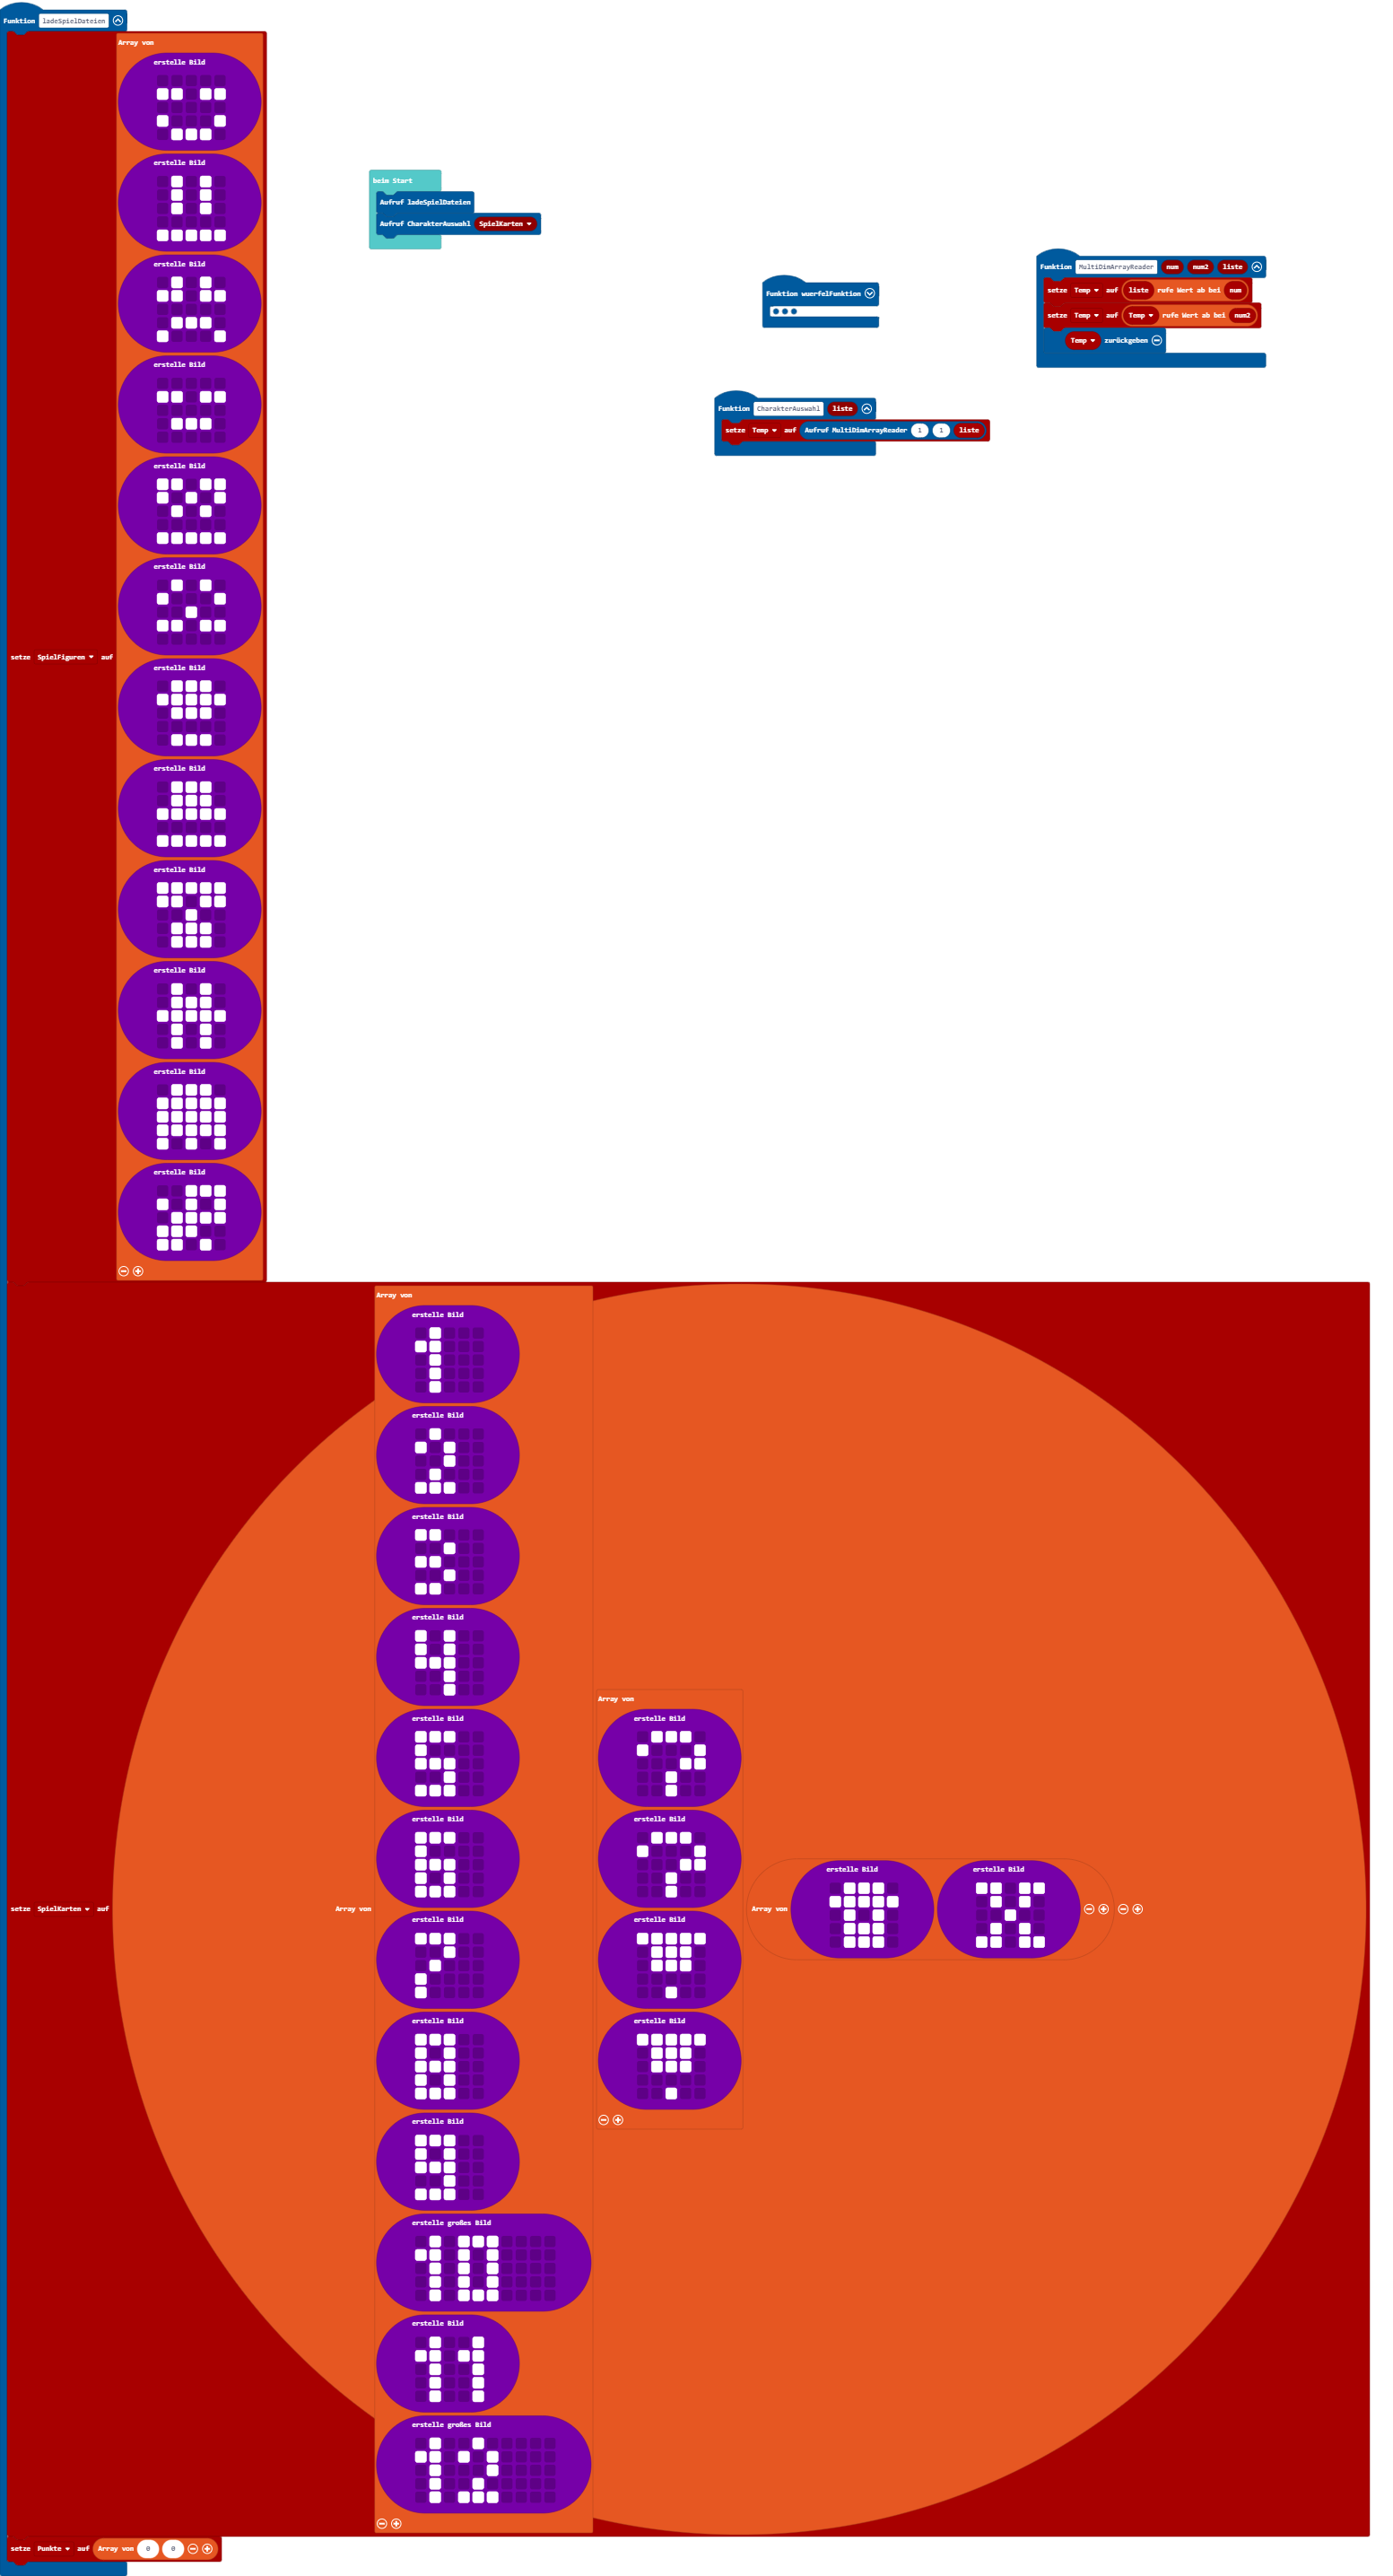 Funktion ladeSpielDateien
Array von
erstelle Bild
erstelle Bild
erstelle Bild
erstelle Bild
erstelle Bild
erstelle Bild
setze SpielFiguren auf
erstelle Bild
erstelle Bild
erstelle Bild
erstelle Bild
erstelle Bild
erstelle Bild
beim Start
Aufruf ladeSpielDateien
Aufruf CharakterAuswahl SpielKarten
Funktion wuerfelFunktion
Funktion MultiDimArrayReader num num2 liste
setze Temp auf liste rufe Wert ab bei num
setze Temp auf Temp rufe Wert ab bei num2
Temp zurückgeben
Funktion CharakterAuswahl liste
setze Temp auf Aufruf MultiDimArrayReader 1 1 liste
setze SpielKarten auf
Array von
Array von
erstelle Bild
erstelle Bild
erstelle Bild
erstelle Bild
erstelle Bild
erstelle Bild
erstelle Bild
erstelle Bild
erstelle Bild
erstelle großes Bild
erstelle Bild
erstelle großes Bild
Array von
erstelle Bild
erstelle Bild
erstelle Bild
erstelle Bild
Array von
erstelle Bild
erstelle Bild
setze Punkte auf Array von 0 0